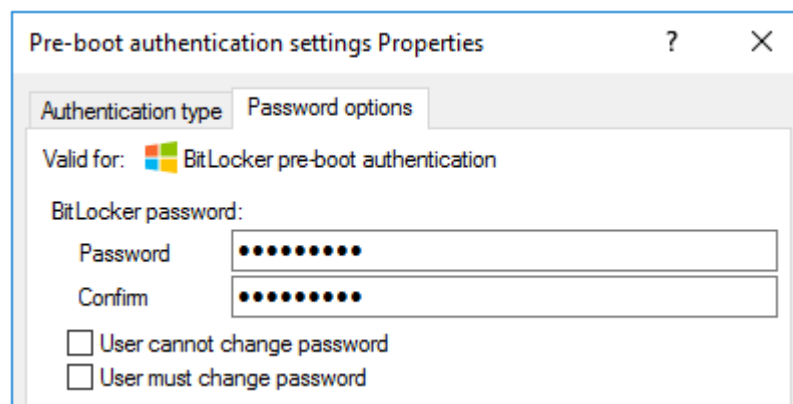 Pre-boot authentication settings Properties ? ×
Authentication type Password options
Valid for: BitLocker pre-boot authentication
BitLocker password:
Password •••••••••
Confirm •••••••••
User cannot change password
User must change password